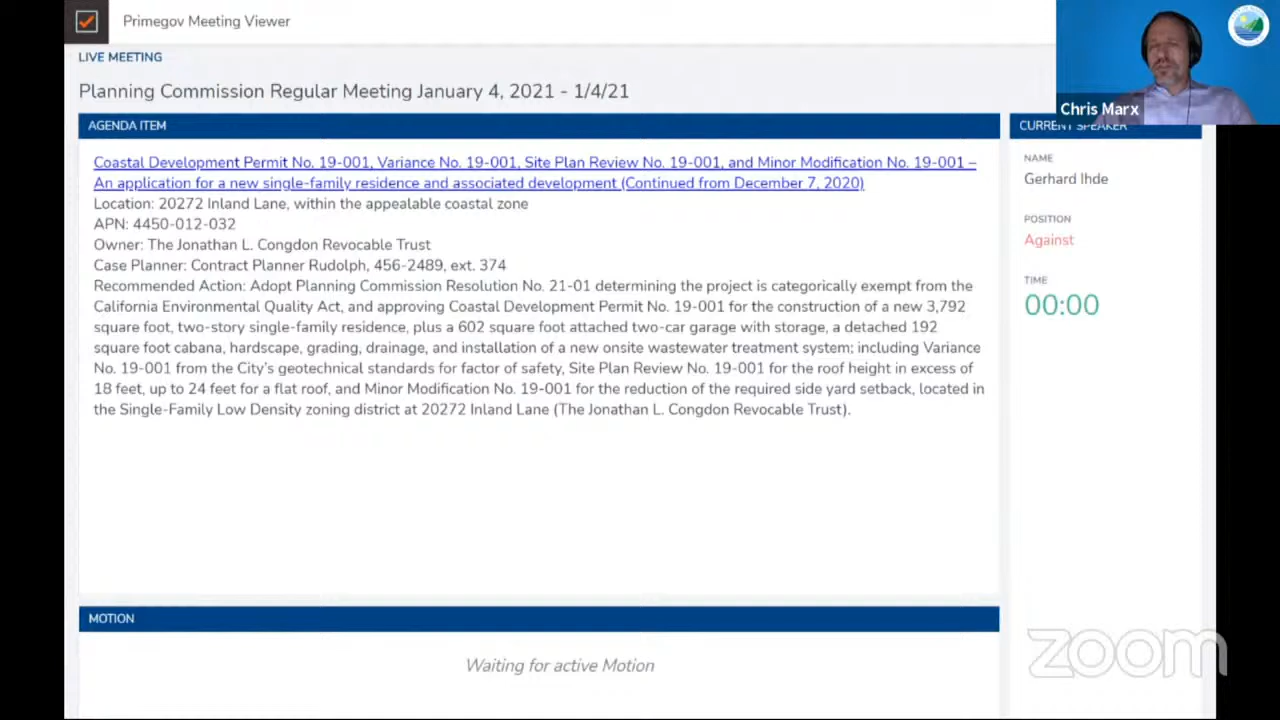 Primegov Meeting Viewer
LIVE MEETING
Planning Commission Regular Meeting January 4, 2021 - 1/4/21
AGENDA ITEM
Coastal Development Permit No. 19-001, Variance No. 19-001, Site Plan Review No. 19-001, and Minor Modification No. 19-001 –
An application for a new single-family residence and associated development (Continued from December 7, 2020)
Location: 20272 Inland Lane, within the appealable coastal zone
APN: 4450-012-032
Owner: The Jonathan L. Congdon Revocable Trust
Case Planner: Contract Planner Rudolph, 456-2489, ext. 374
Recommended Action: Adopt Planning Commission Resolution No. 21-01 determining the project is categorically exempt from the
California Environmental Quality Act, and approving Coastal Development Permit No. 19-001 for the construction of a new 3,792
square foot, two-story single-family residence, plus a 602 square foot attached two-car garage with storage, a detached 192
square foot cabana, hardscape, grading, drainage, and installation of a new onsite wastewater treatment system; including Variance
No. 19-001 from the City's geotechnical standards for factor of safety, Site Plan Review No. 19-001 for the roof height in excess of
18 feet, up to 24 feet for a flat roof, and Minor Modification No. 19-001 for the reduction of the required side yard setback, located in
the Single-Family Low Density zoning district at 20272 Inland Lane (The Jonathan L. Congdon Revocable Trust).
MOTION
Waiting for active Motion
Chris Marx
CURRENT SPEAKER
NAME
Gerhard Ihde
POSITION
Against
TIME
00:00
zoom